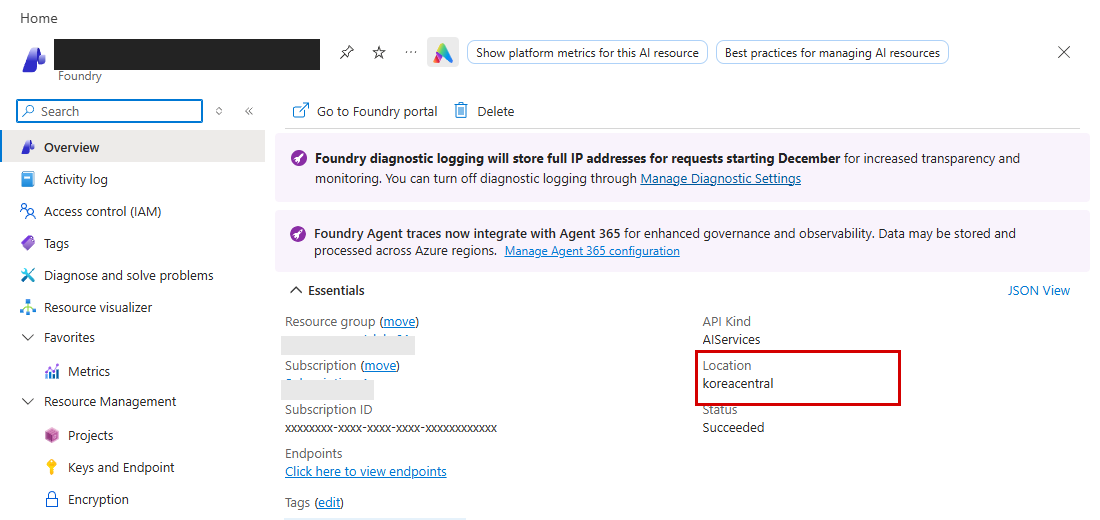 Home
Show platform metrics for this AI resource
Best practices for managing AI resources
Foundry
Search
Go to Foundry portal
Delete
Overview
Activity log
Access control (IAM)
Tags
Diagnose and solve problems
Resource visualizer
Favorites
Metrics
Resource Management
Projects
Keys and Endpoint
Encryption
Foundry diagnostic logging will store full IP addresses for requests starting December for increased transparency and
monitoring. You can turn off diagnostic logging through Manage Diagnostic Settings
Foundry Agent traces now integrate with Agent 365 for enhanced governance and observability. Data may be stored and
processed across Azure regions. Manage Agent 365 configuration
Essentials
JSON View
Resource group (move)
Subscription (move)
Subscription ID
xxxxxxxx-xxxx-xxxx-xxxx-xxxxxxxxxxxx
Endpoints
Click here to view endpoints
Tags (edit)
API Kind
AIServices
Location
koreacentral
Status
Succeeded